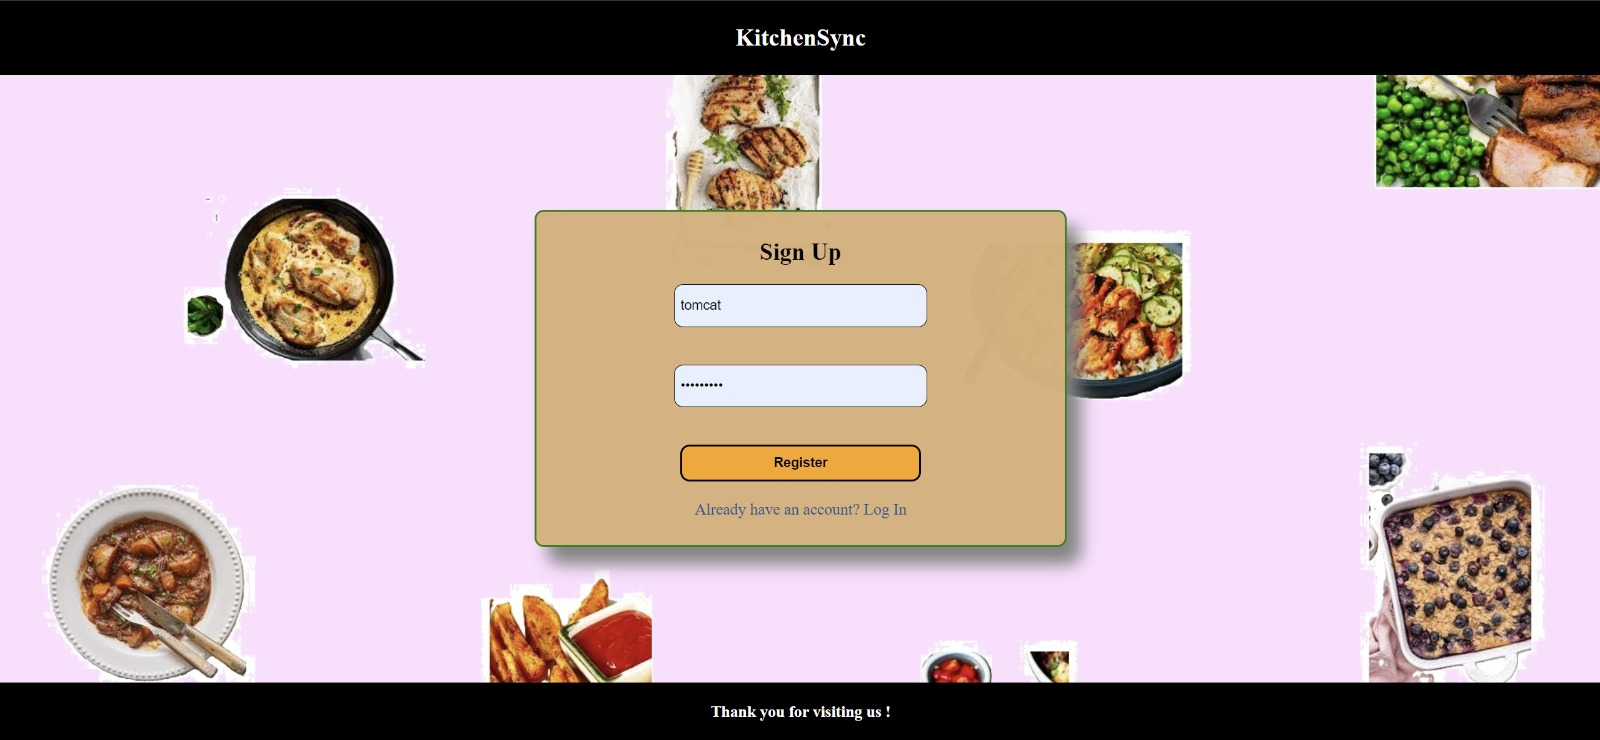 KitchenSync
Sign Up
tomcat
•••••••••
Register
Already have an account? Log In
Thank you for visiting us !